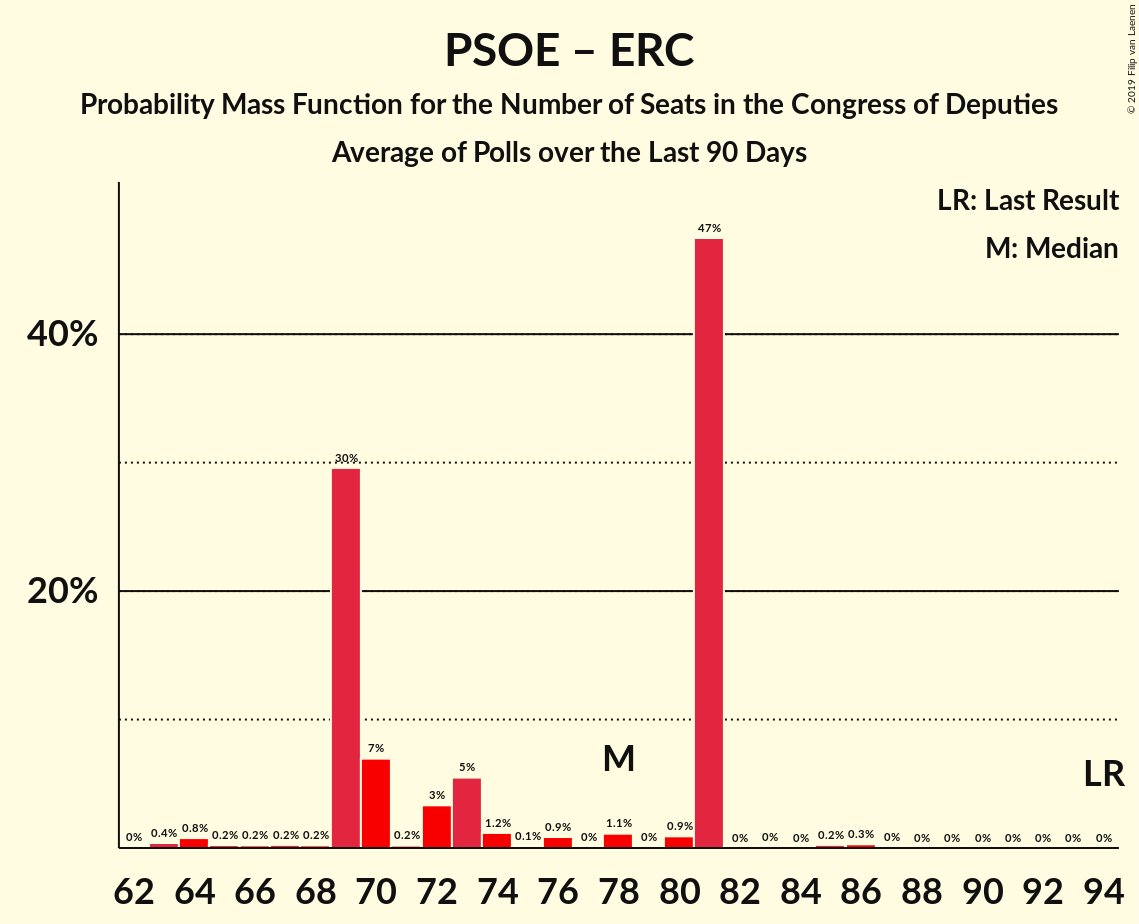 PSOE – ERC
Probability Mass Function for the Number of Seats in the Congress of Deputies
Average of Polls over the Last 90 Days
© 2019 Filip van Laenen
LR: Last Result
M: Median
47%
40%
30%
20%
M
LR
7%
5%
3%
0% 0.4% 0.8% 0.2% 0.2% 0.2% 0.2% 0.2% 1.2% 0.1% 0.9% 0% 1.1% 0% 0.9% 0% 0% 0% 0.2% 0.3% 0% 0% 0% 0% 0% 0% 0% 0%
62 64 66 68 70 72 74 76 78 80 82 84 86 88 90 92 94